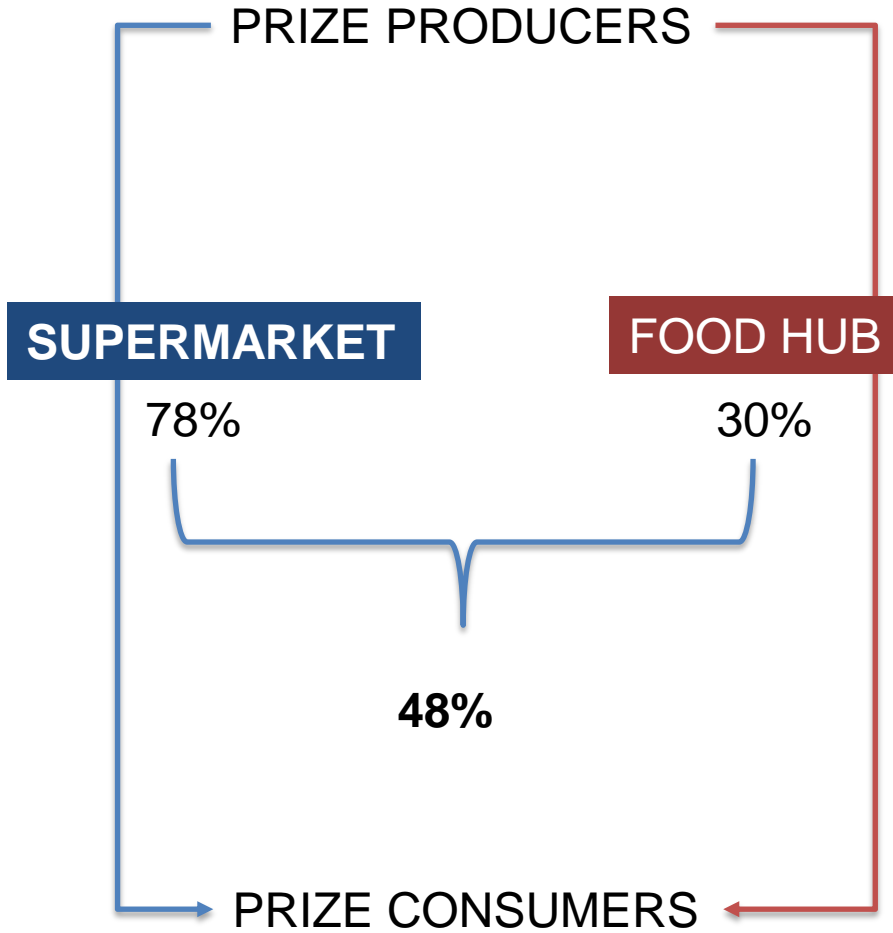 PRIZE PRODUCERS
SUPERMARKET
FOOD HUB
78%
30%
48%
PRIZE CONSUMERS